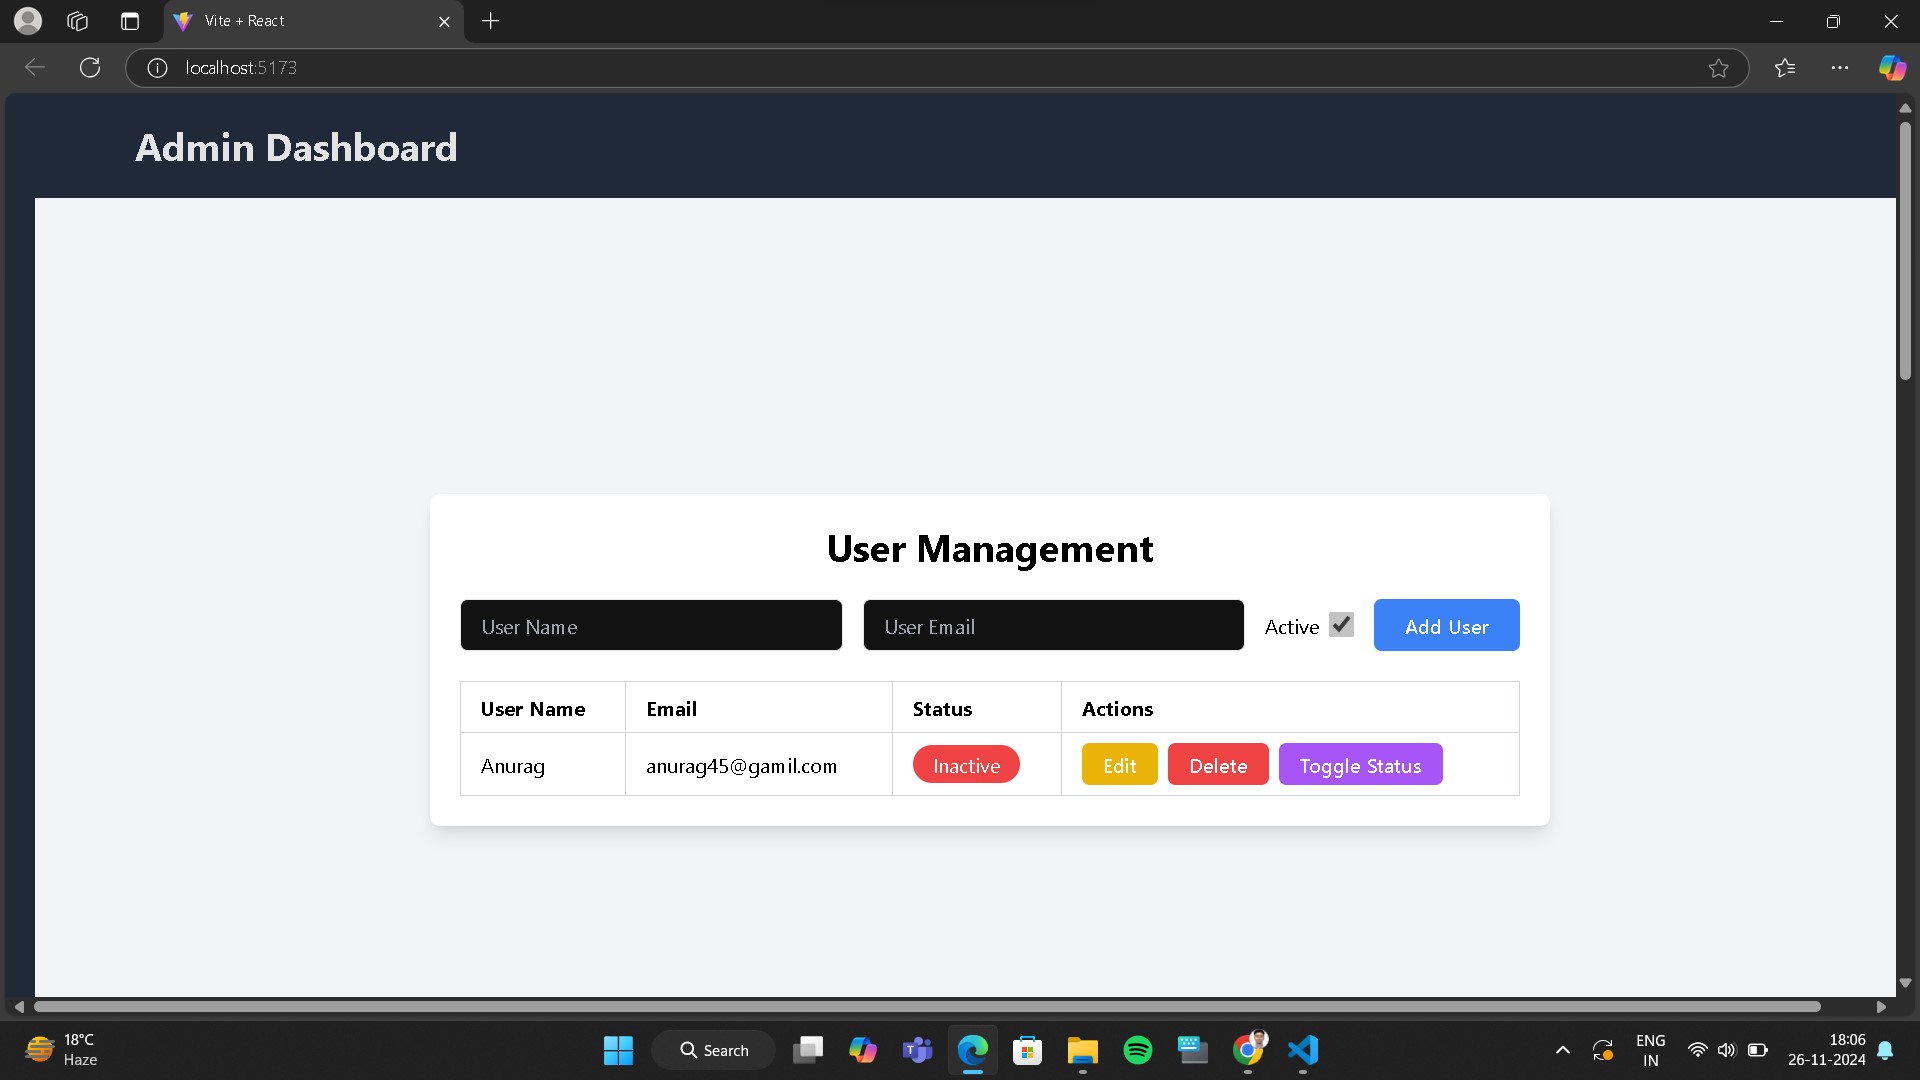 Vite + React
localhost:5173
Admin Dashboard
User Management
User Name User Email Active Add User
User Name Email Status Actions
Anurag anurag45@gamil.com Inactive Edit Delete Toggle Status
18°C
Haze
Search
ENG
IN
18:06
26-11-2024